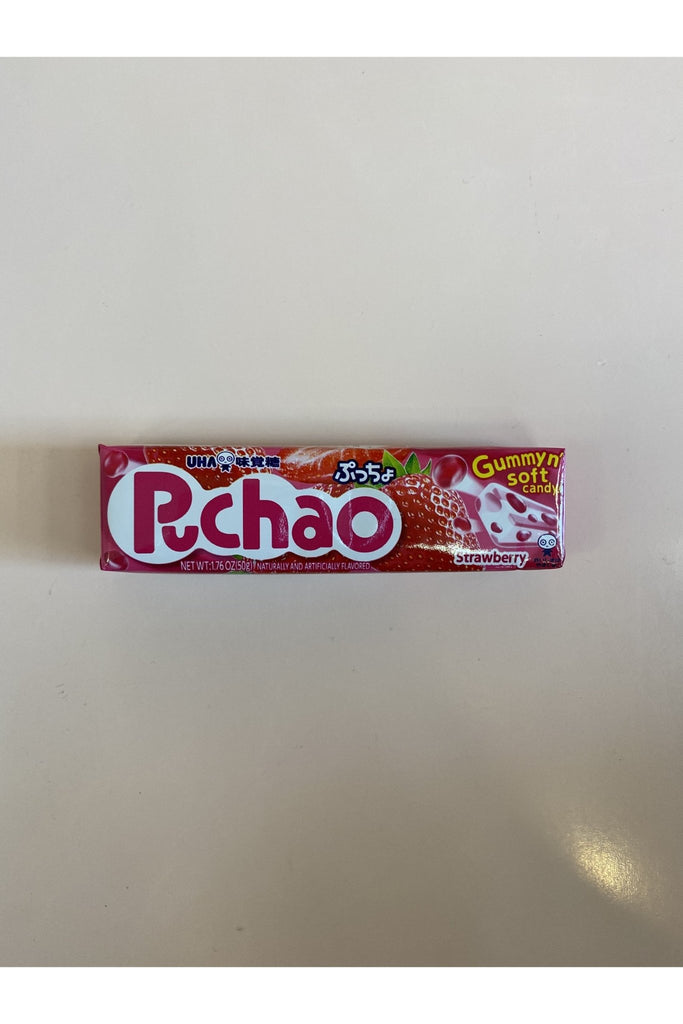 UHA味覚糖
ぷっちょ
Puchao
Gummy n'
soft
candy
Strawberry
NET WT:1.76 OZ(50g) NATURALLY AND ARTIFICIALLY FLAVORED